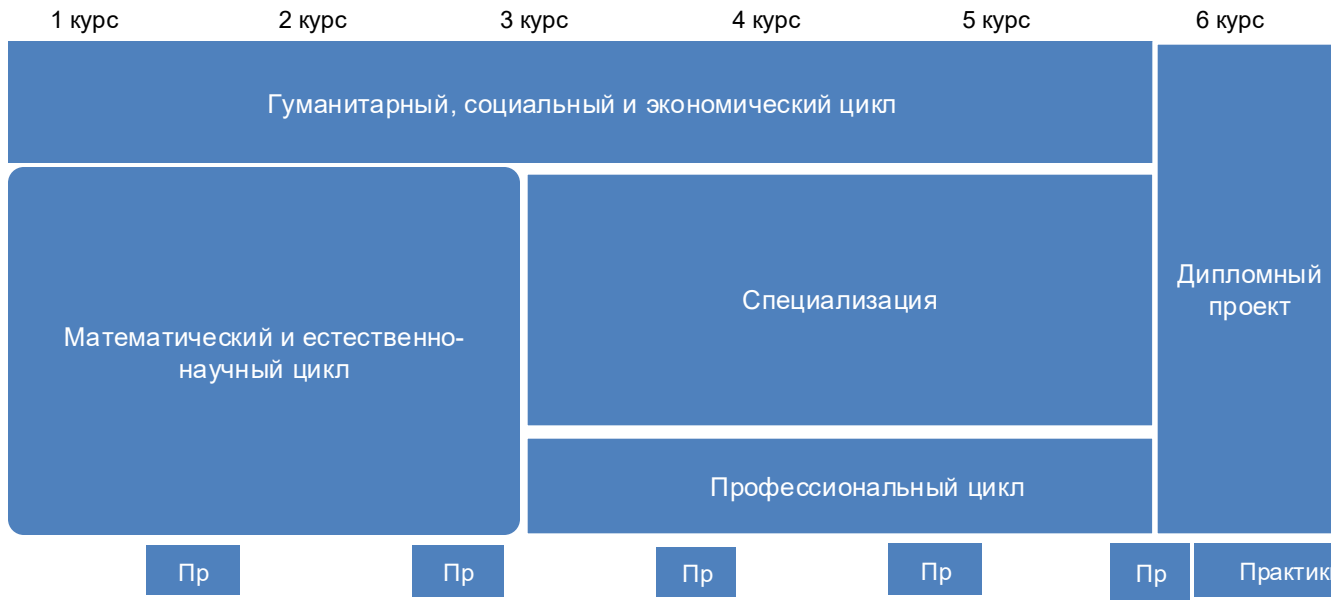 1 курс 2 курс 3 курс 4 курс 5 курс 6 курс
Гуманитарный, социальный и экономический цикл
Математический и естественно-
научный цикл
Специализация
Профессиональный цикл
Дипломный
проект
Пр Пр Пр Пр Пр Практики